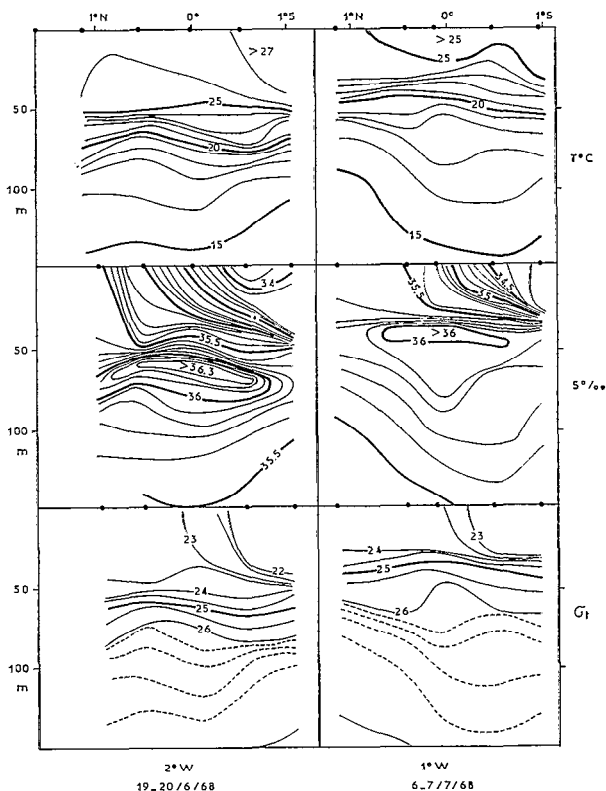 1°N 0° 1°S 1°N 0° 1°S
>27 >25
25 25
50 20
20 T°C
100
m
15 15
34 35.5 35 34.5
35.5 >36
50 >36,3 36
36 S°/oo
100
m 35.5
23 23
22 24
50 24 25
25
26 26 σt
100
m
2°W 1°W
19_20/6/68 6_7/7/68